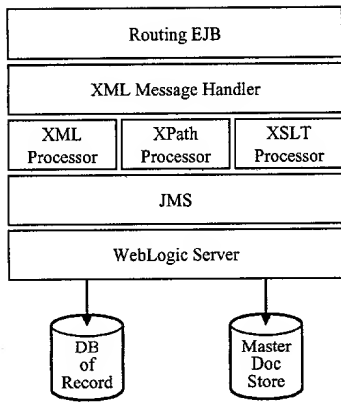 Routing EJB
XML Message Handler
XML
Processor
XPath
Processor
XSLT
Processor
JMS
WebLogic Server
DB
of
Record
Master
Doc
Store